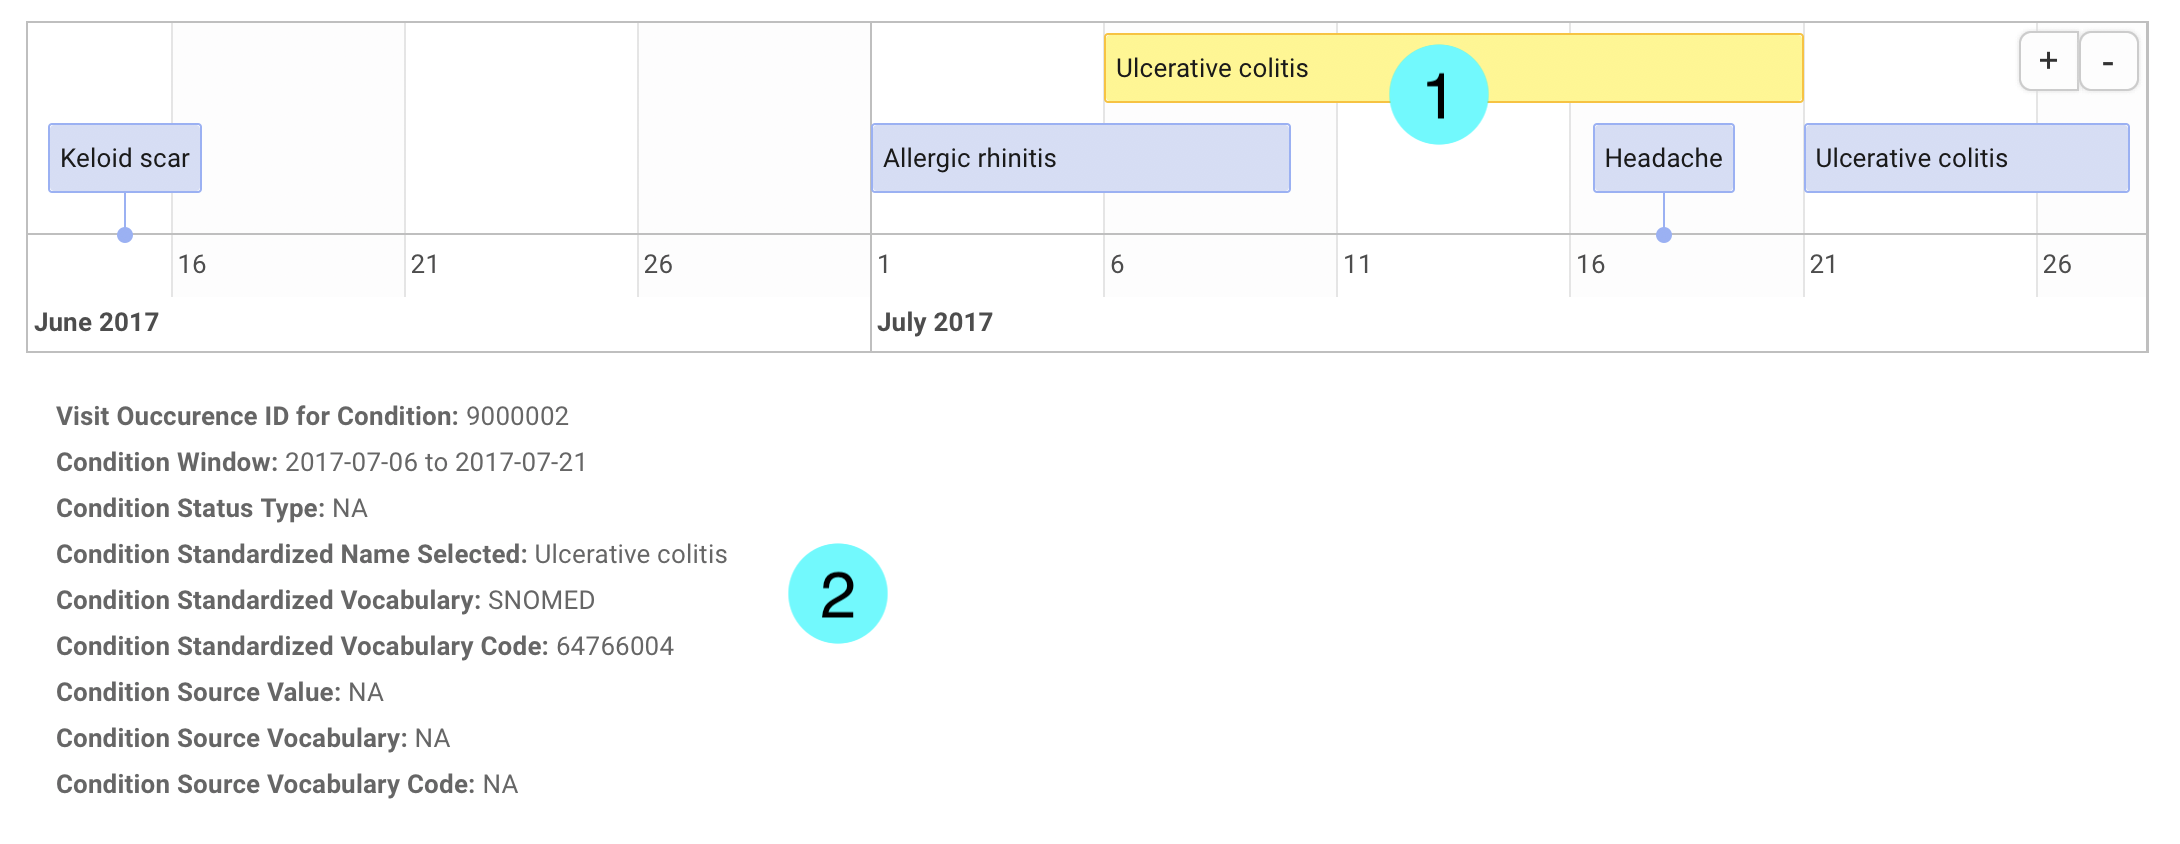 Ulcerative colitis
1
+
-
Keloid scar
Allergic rhinitis
Headache
Ulcerative colitis
16
21
26
1
6
11
16
21
26
June 2017
July 2017
Visit Ouccurence ID for Condition: 9000002
Condition Window: 2017-07-06 to 2017-07-21
Condition Status Type: NA
Condition Standardized Name Selected: Ulcerative colitis
2
Condition Standardized Vocabulary: SNOMED
Condition Standardized Vocabulary Code: 64766004
Condition Source Value: NA
Condition Source Vocabulary: NA
Condition Source Vocabulary Code: NA